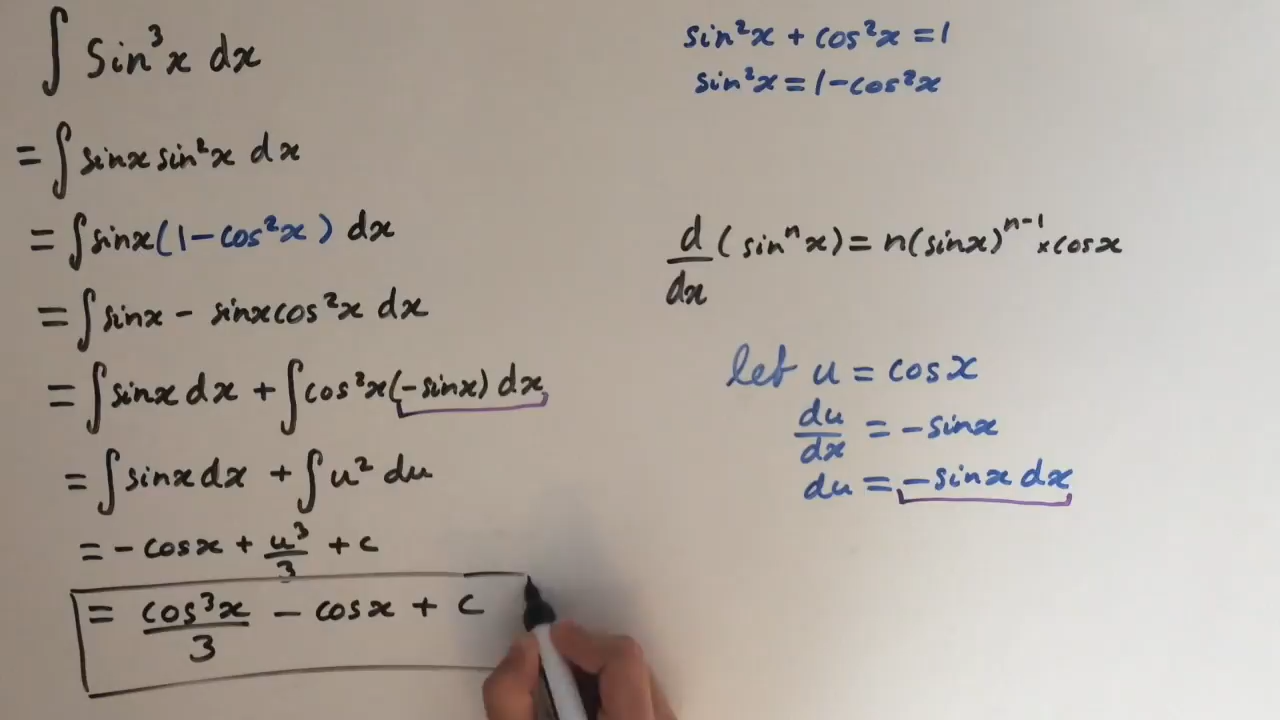 ∫ Sin³x dx
= ∫ sinx sin²x dx
= ∫ sinx(1-cos²x) dx
= ∫ sinx - sinxcos²x dx
= ∫ sinx dx + ∫ cos²x(-sinx) dx
= ∫ sinx dx + ∫ u² du
= - cosx + u³/3 + c
= cos³x/3 - cosx + c
sin²x + cos²x = 1
sin²x = 1-cos²x
d/dx (sinⁿx) = n(sinx)ⁿ⁻¹ × cosx
let u = cosx
du/dx = -sinx
du = -sinx dx